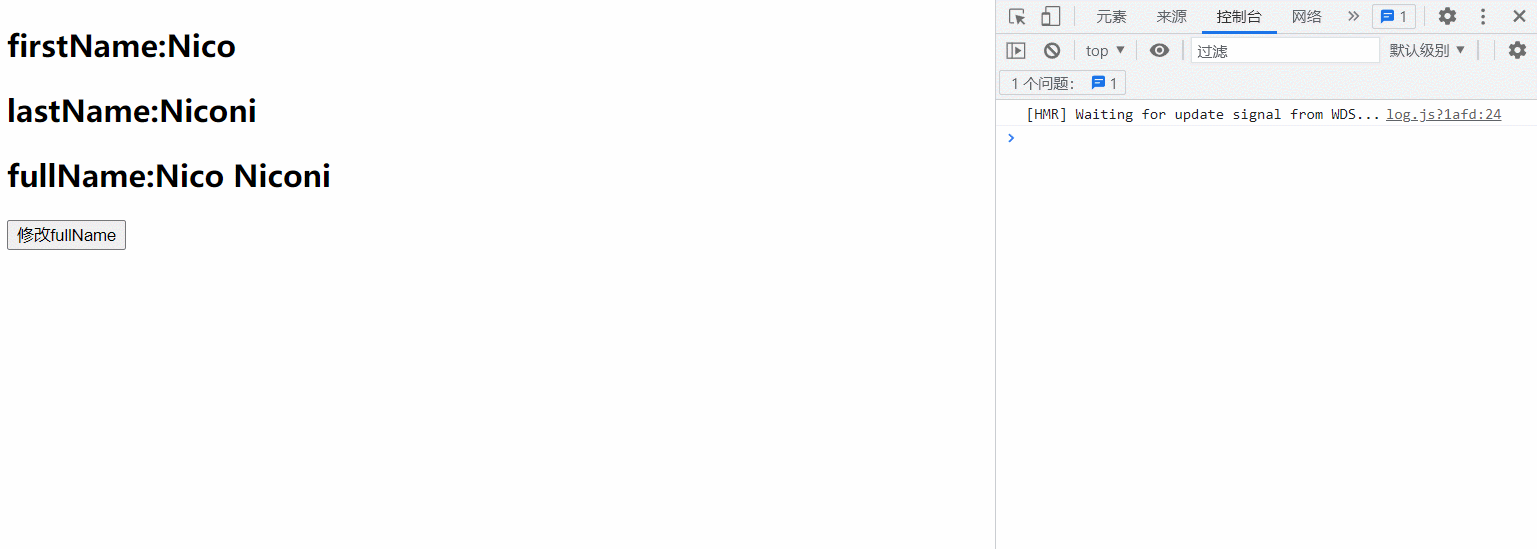 firstName:Nico
lastName:Niconi
fullName:Nico Niconi
修改fullName
元素 来源 控制台 网络 » 1
top ▼ 过滤 默认级别 ▼
1 个问题: 1
[HMR] Waiting for update signal from WDS... log.js?1afd:24